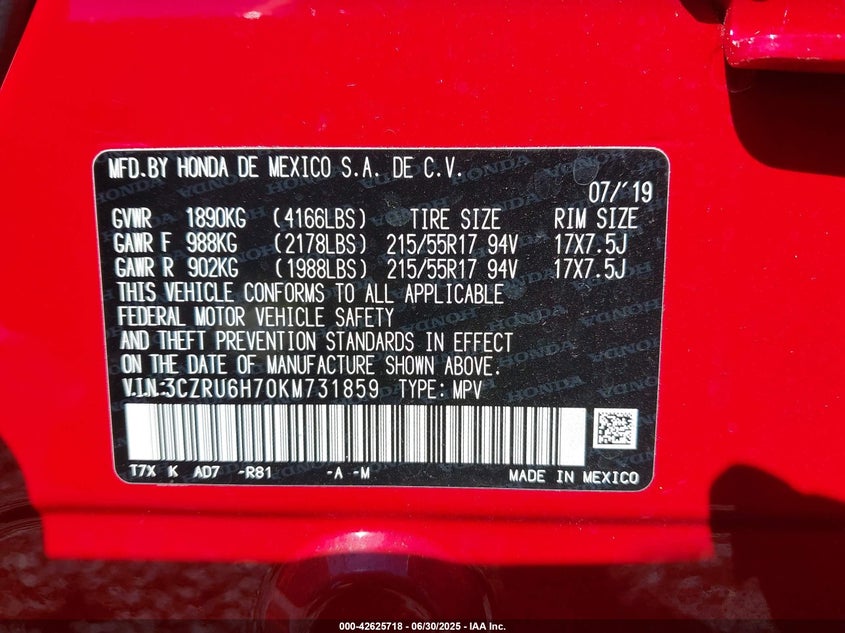 MFD.BY HONDA DE MEXICO S.A. DE C.V.
07/'19
GVWR 1890KG (4166LBS) TIRE SIZE RIM SIZE
GAWR F 988KG (2178LBS) 215/55R17 94V 17X7.5J
GAWR R 902KG (1988LBS) 215/55R17 94V 17X7.5J
THIS VEHICLE CONFORMS TO ALL APPLICABLE
FEDERAL MOTOR VEHICLE SAFETY
AND THEFT PREVENTION STANDARDS IN EFFECT
ON THE DATE OF MANUFACTURE SHOWN ABOVE.
V.I.N:3CZRU6H70KM731859 TYPE: MPV
T7X K AD7 -R81 -A -M MADE IN MEXICO
000-42625718 - 06/30/2025 - IAA Inc.